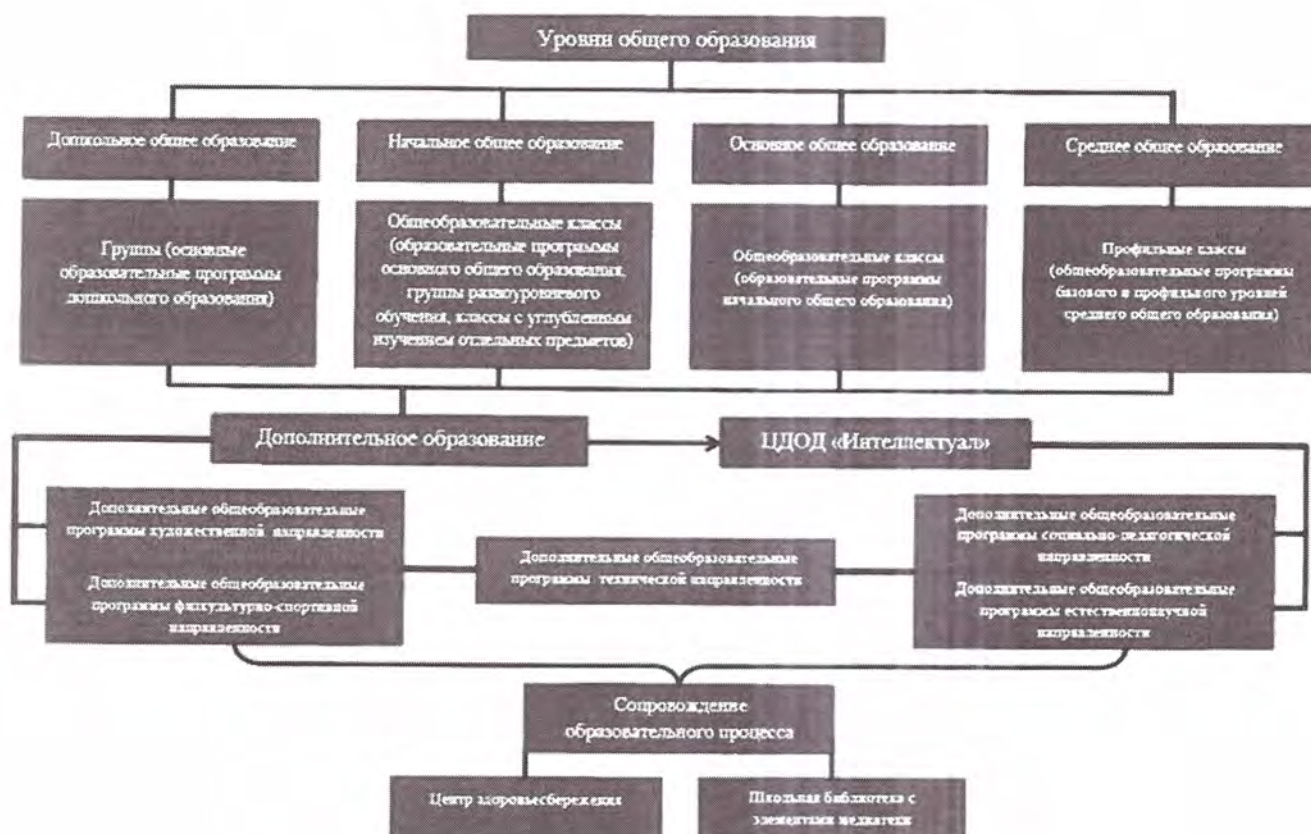 Уровни общего образования
Дошкольное общее образование
Начальное общее образование
Основное общее образование
Среднее общее образование
Группы (основные
образовательные программы
дошкольного образования)
Общеобразовательные классы
(образовательные программы
основного общего образования,
группы разноуровневого
обучения, классы с углубленным
изучением отдельных предметов)
Общеобразовательные классы
(образовательные программы
начального общего образования)
Профильные классы
(общеобразовательные программы
базового и профильного уровней
среднего общего образования)
Дополнительное образование
ЦДОД «Интеллектуал»
Дополнительные общеобразовательные
программы художественной направленности
Дополнительные общеобразовательные
программы физкультурно-спортивной
направленности
Дополнительные общеобразовательные
программы технической направленности
Дополнительные общеобразовательные
программы социально-педагогической
направленности
Дополнительные общеобразовательные
программы естественнонаучной
направленности
Сопровождение
образовательного процесса
Центр здоровьесбережения
Школьная библиотека с
элементами медиатеки